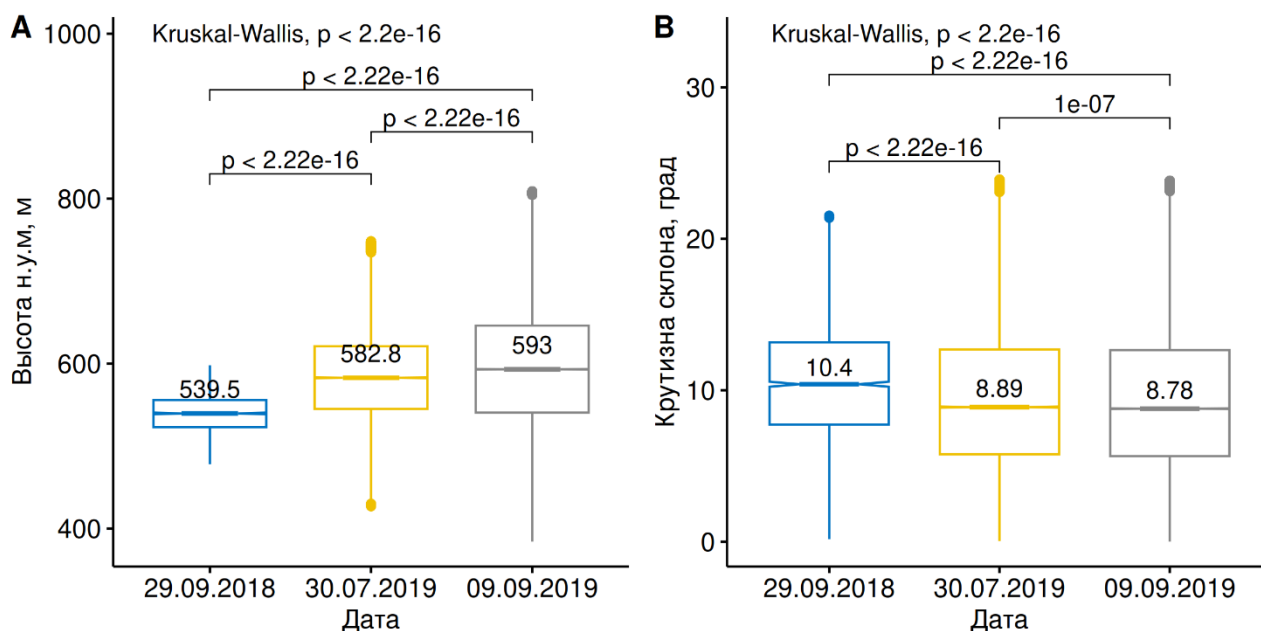 A
Kruskal-Wallis, p < 2.2e-16
p < 2.22e-16
p < 2.22e-16
p < 2.22e-16
Высота н.у.м, м
1000
800
600
400
539.5
582.8
593
29.09.2018 30.07.2019 09.09.2019
Дата
B
Kruskal-Wallis, p < 2.2e-16
p < 2.22e-16
1e-07
p < 2.22e-16
Крутизна склона, град
30
20
10
0
10.4
8.89
8.78
29.09.2018 30.07.2019 09.09.2019
Дата